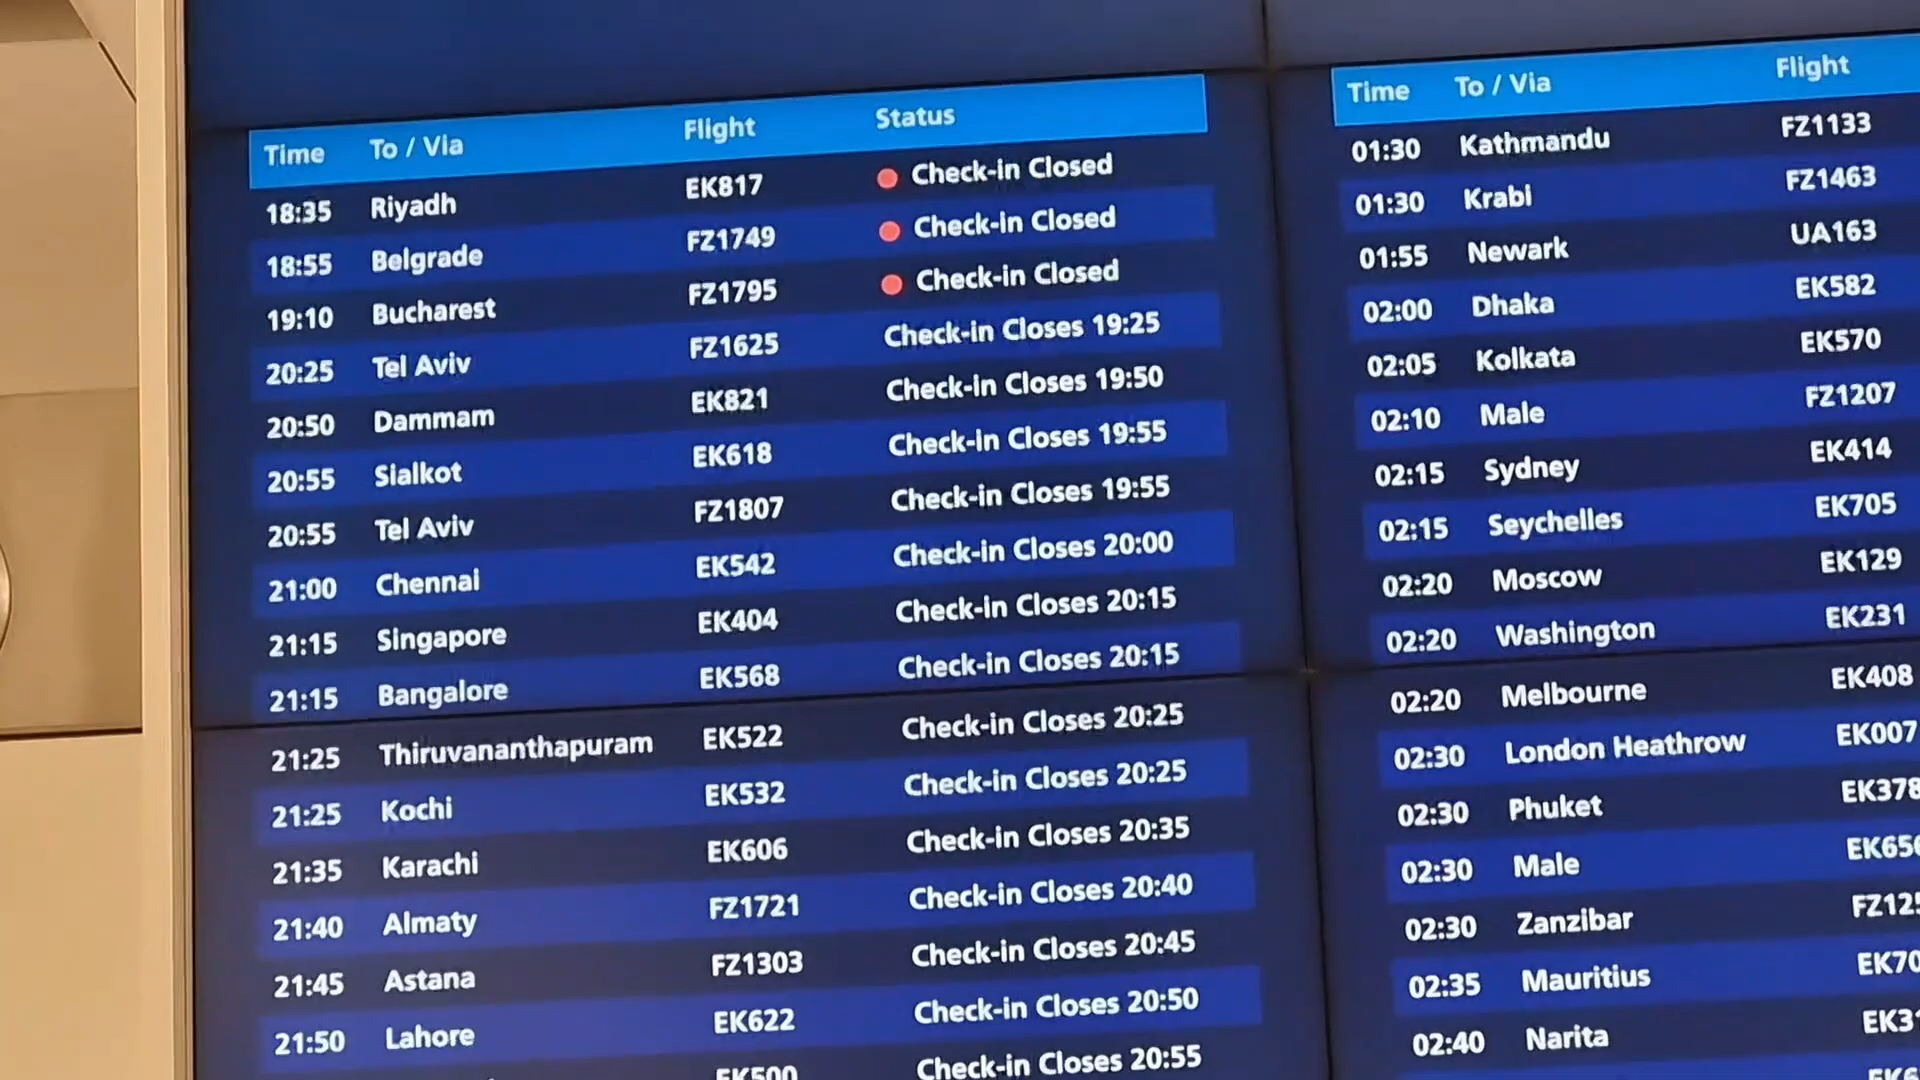 Time To / Via Flight Status
18:35 Riyadh EK817 Check-in Closed
18:55 Belgrade FZ1749 Check-in Closed
19:10 Bucharest FZ1795 Check-in Closed
20:25 Tel Aviv FZ1625 Check-in Closes 19:25
20:50 Dammam EK821 Check-in Closes 19:50
20:55 Sialkot EK618 Check-in Closes 19:55
20:55 Tel Aviv FZ1807 Check-in Closes 19:55
21:00 Chennai EK542 Check-in Closes 20:00
21:15 Singapore EK404 Check-in Closes 20:15
21:15 Bangalore EK568 Check-in Closes 20:15
21:25 Thiruvananthapuram EK522 Check-in Closes 20:25
21:25 Kochi EK532 Check-in Closes 20:25
21:35 Karachi EK606 Check-in Closes 20:35
21:40 Almaty FZ1721 Check-in Closes 20:40
21:45 Astana FZ1303 Check-in Closes 20:45
21:50 Lahore EK622 Check-in Closes 20:50
EK500 Check-in Closes 20:55
Time To / Via Flight
01:30 Kathmandu FZ1133
01:30 Krabi FZ1463
01:55 Newark UA163
02:00 Dhaka EK582
02:05 Kolkata EK570
02:10 Male FZ1207
02:15 Sydney EK414
02:15 Seychelles EK705
02:20 Moscow EK129
02:20 Washington EK231
02:20 Melbourne EK408
02:30 London Heathrow EK007
02:30 Phuket EK378
02:30 Male
02:30 Zanzibar
02:35 Mauritius
02:40 Narita